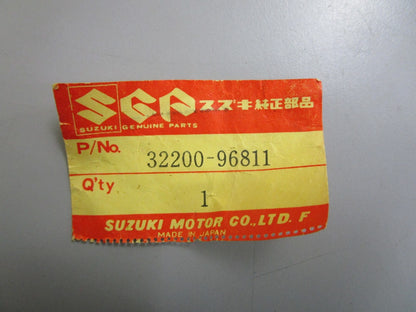 SGP スズキ純正部品
SUZUKI GENUINE PARTS
P/No. 32200-96811
Q'ty 1
SUZUKI MOTOR CO.,LTD. F
MADE IN JAPAN